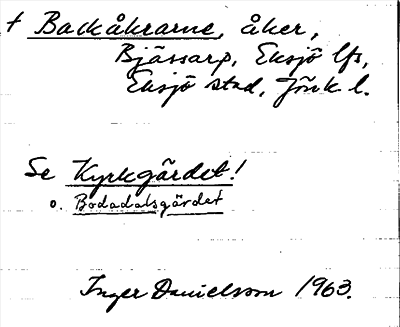 † Backåkrarne, åker,
Bjässarp, Eksjö lfs,
Eksjö stad, Jönk. l.
Se Kyrkgärdet!
o. Bodadalsgärdet
Inger Danielsson 1963.